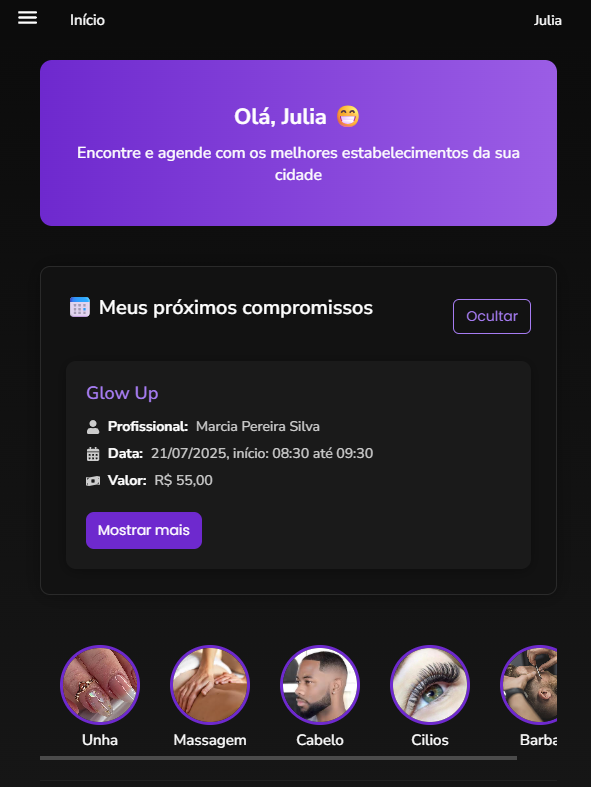 Início
Julia
Olá, Julia 😁
Encontre e agende com os melhores estabelecimentos da sua
cidade
Meus próximos compromissos
Ocultar
Glow Up
Profissional: Marcia Pereira Silva
Data: 21/07/2025, início: 08:30 até 09:30
Valor: R$ 55,00
Mostrar mais
Unha
Massagem
Cabelo
Cilios
Barba